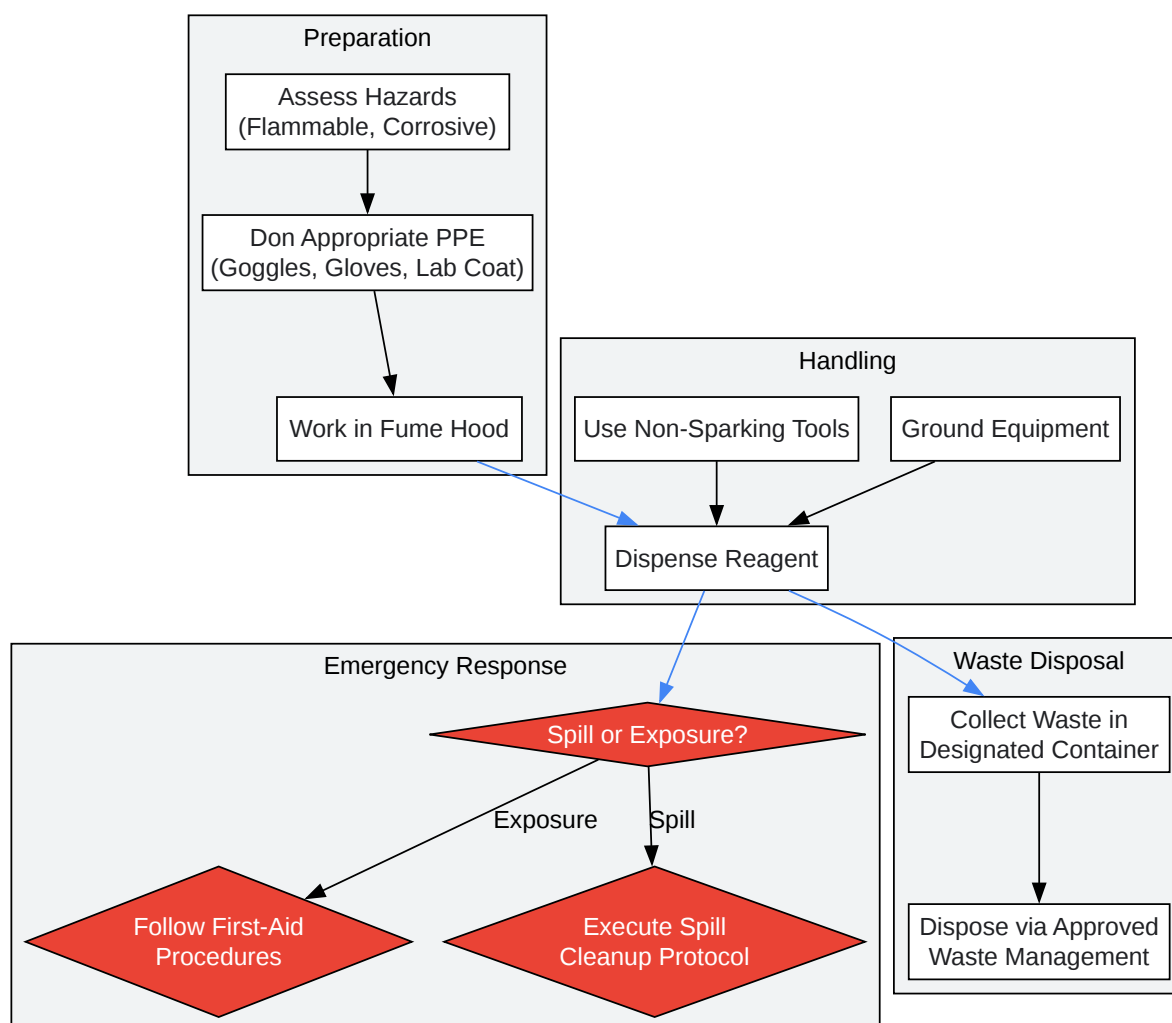 Preparation
Assess Hazards
(Flammable, Corrosive)
Don Appropriate PPE
(Goggles, Gloves, Lab Coat)
Work in Fume Hood
Handling
Use Non-Sparking Tools
Ground Equipment
Dispense Reagent
Emergency Response
Spill or Exposure?
Exposure
Spill
Follow First-Aid
Procedures
Execute Spill
Cleanup Protocol
Waste Disposal
Collect Waste in
Designated Container
Dispose via Approved
Waste Management